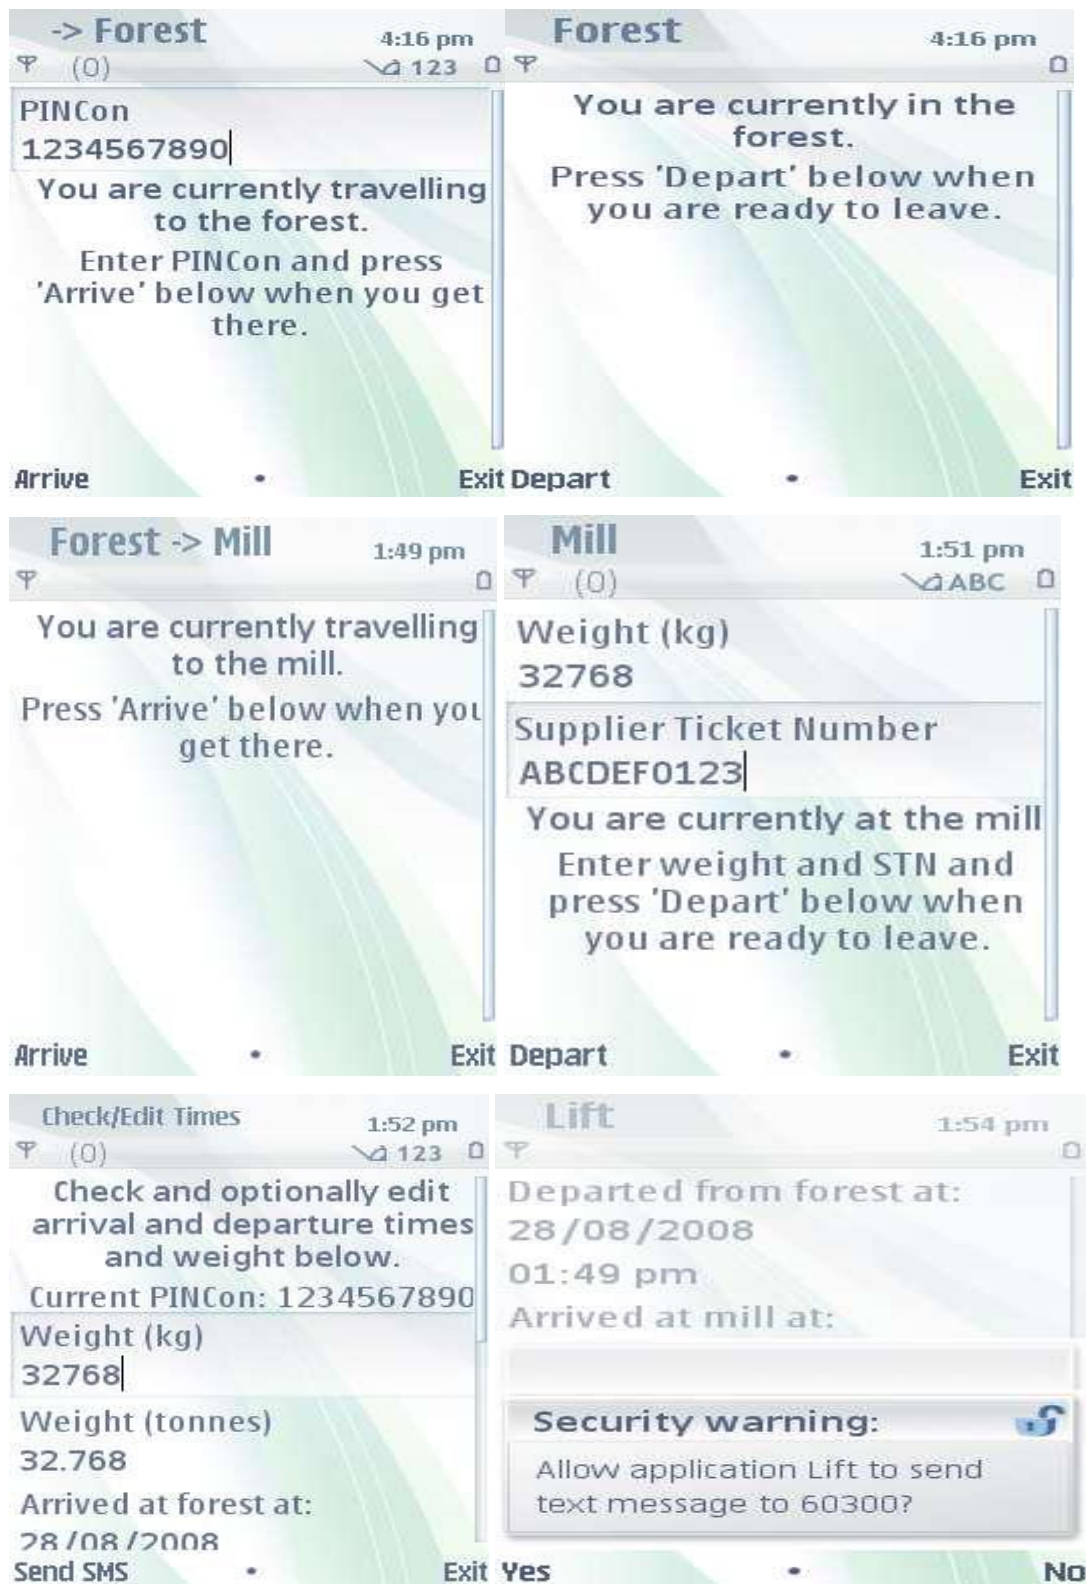 -> Forest
4:16 pm
(0)
123
PINCon
1234567890
You are currently travelling
to the forest.
Enter PINCon and press
'Arrive' below when you get
there.
Arrive
Exit
Forest
4:16 pm
You are currently in the
forest.
Press 'Depart' below when
you are ready to leave.
Depart
Exit
Forest -> Mill
1:49 pm
You are currently travelling
to the mill.
Press 'Arrive' below when you
get there.
Arrive
Exit
Mill
1:51 pm
(0)
ABC
Weight (kg)
32768
Supplier Ticket Number
ABCDEF0123
You are currently at the mill
Enter weight and STN and
press 'Depart' below when
you are ready to leave.
Depart
Exit
Check/Edit Times
1:52 pm
(0)
123
Check and optionally edit
arrival and departure times
and weight below.
Current PINCon: 1234567890
Weight (kg)
32768
Weight (tonnes)
32.768
Arrived at forest at:
28/08/2008
Send SMS
Exit
Lift
1:54 pm
Departed from forest at:
28/08/2008
01:49 pm
Arrived at mill at:
Security warning:
Allow application Lift to send
text message to 60300?
Yes
No